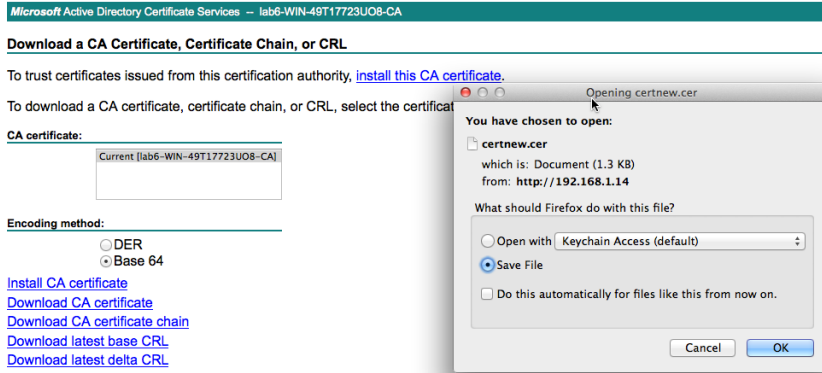 Microsoft Active Directory Certificate Services -- lab6-WIN-49T17723UO8-CA
Download a CA Certificate, Certificate Chain, or CRL
To trust certificates issued from this certification authority, install this CA certificate.
To download a CA certificate, certificate chain, or CRL, select the certificat
CA certificate:
Current [lab6-WIN-49T17723UO8-CA]
Encoding method:
DER
Base 64
Install CA certificate
Download CA certificate
Download CA certificate chain
Download latest base CRL
Download latest delta CRL
Opening certnew.cer
You have chosen to open:
certnew.cer
which is: Document (1.3 KB)
from: http://192.168.1.14
What should Firefox do with this file?
Open with Keychain Access (default)
Save File
Do this automatically for files like this from now on.
Cancel OK